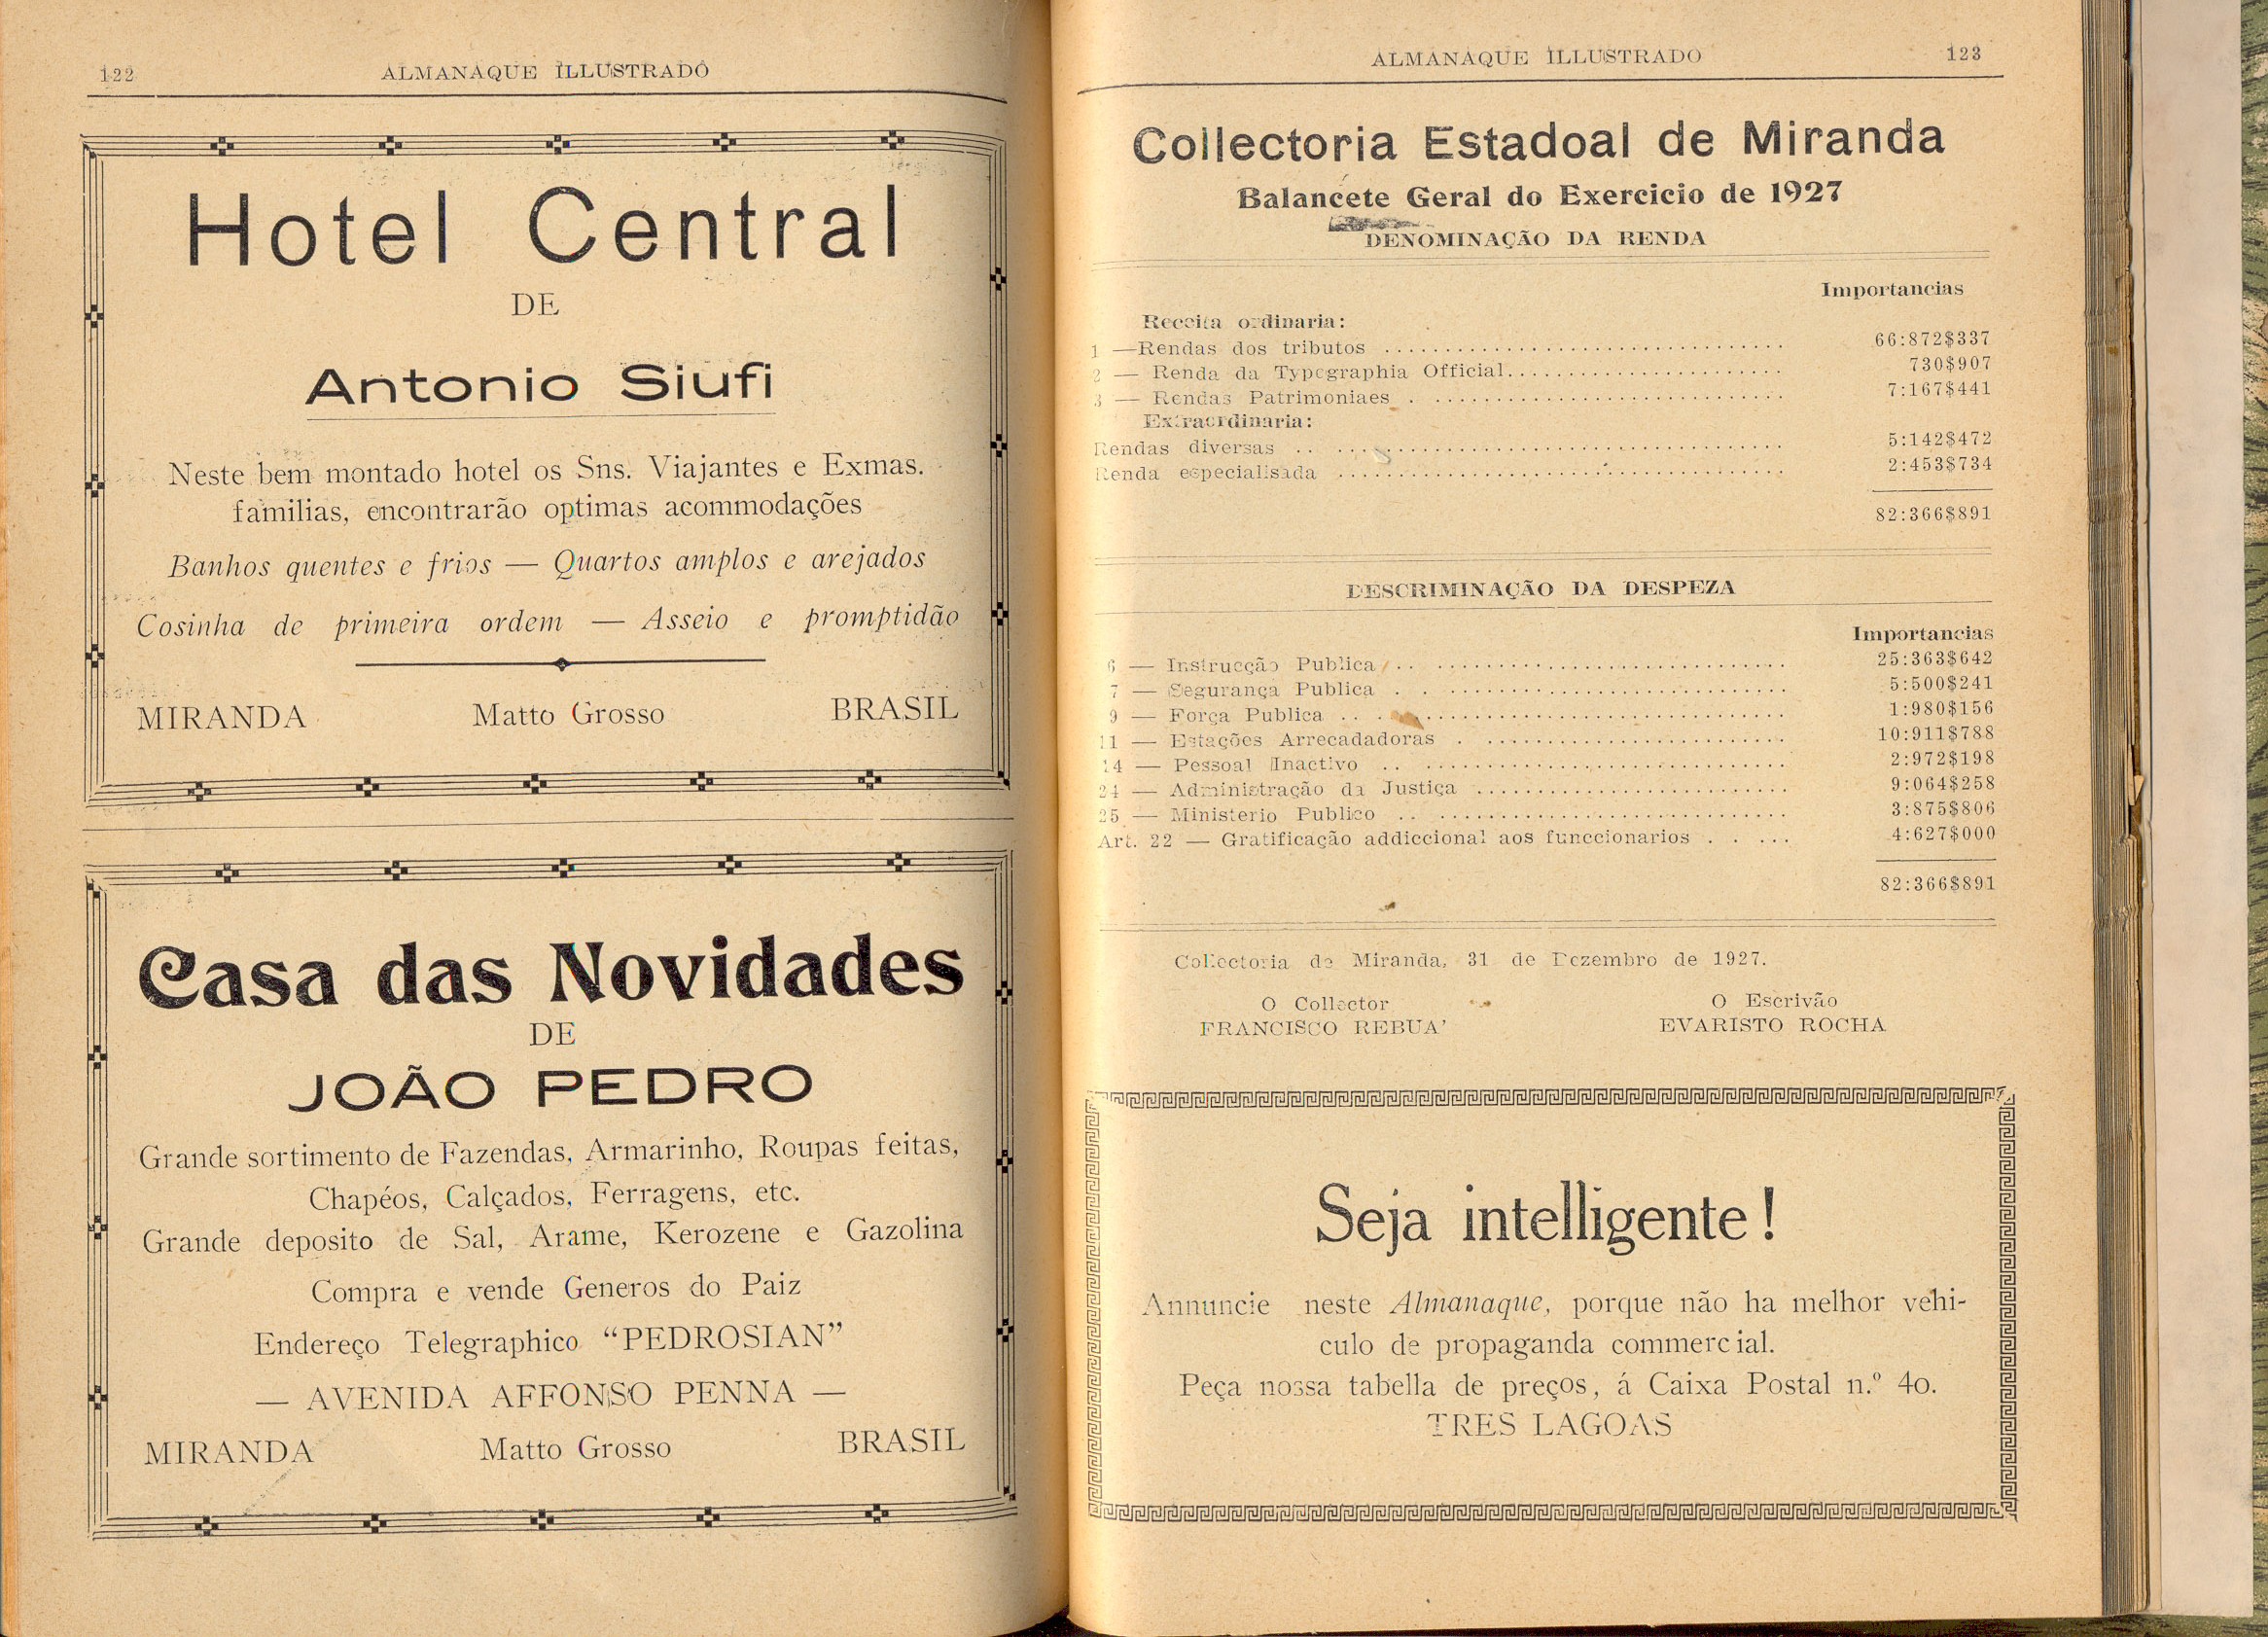 122
ALMANAQUE ILLUSTRADO
Hotel Central
DE
Antonio Siufi
Neste bem montado hotel os Sns. Viajantes e Exmas.
familias, encontrarão optimas acommodações
Banhos quentes e frios — Quartos amplos e arejados
Cosinha de primeira ordem — Asseio e promptidão
MIRANDA Matto Grosso BRASIL
Casa das Novidades
DE
JOÃO PEDRO
Grande sortimento de Fazendas, Armarinho, Roupas feitas,
Chapéos, Calçados, Ferragens, etc.
Grande deposito de Sal, Arame, Kerozene e Gazolina
Compra e vende Generos do Paiz
Endereço Telegraphico “PEDROSIAN”
— AVENIDA AFFONSO PENNA —
MIRANDA Matto Grosso BRASIL
ALMANAQUE ILLUSTRADO 123
Collectoria Estadoal de Miranda
Balancete Geral do Exercicio de 1927
DENOMINAÇÃO DA RENDA
Importancias
Receita ordinaria:
1 —Rendas dos tributos ................................. 66:872$337
2 — Renda da Typographia Official....................... 730$907
3 — Rendas Patrimoniaes . ............................. 7:167$441
Extraordinaria:
Rendas diversas .. ..................................... 5:142$472
Renda especialisada ..................................... 2:453$734
82:366$891
DESCRIMINAÇÃO DA DESPEZA
Importancias
6 — Instrucção Publica .. ............................. 25:363$642
7 — Segurança Publica . . ............................ 5:500$241
9 — Força Publica .. . .............................. 1:980$156
11 — Estações Arrecadadoras . ......................... 10:911$788
14 — Pessoal Inactivo .. .............................. 2:972$198
24 — Administração da Justiça .......................... 9:064$258
25 — Ministerio Publico .. ............................. 3:875$806
Art. 22 — Gratificação addiccional aos funccionarios . . ... 4:627$000
82:366$891
Collectoria de Miranda, 31 de Dezembro de 1927.
O Collector O Escrivão
FRANCISCO REBUA’ EVARISTO ROCHA
Seja intelligente !
Annuncie neste Almanaque, porque não ha melhor vehi-
culo de propaganda commercial.
Peça nossa tabella de preços, á Caixa Postal n.º 40.
TRES LAGOAS